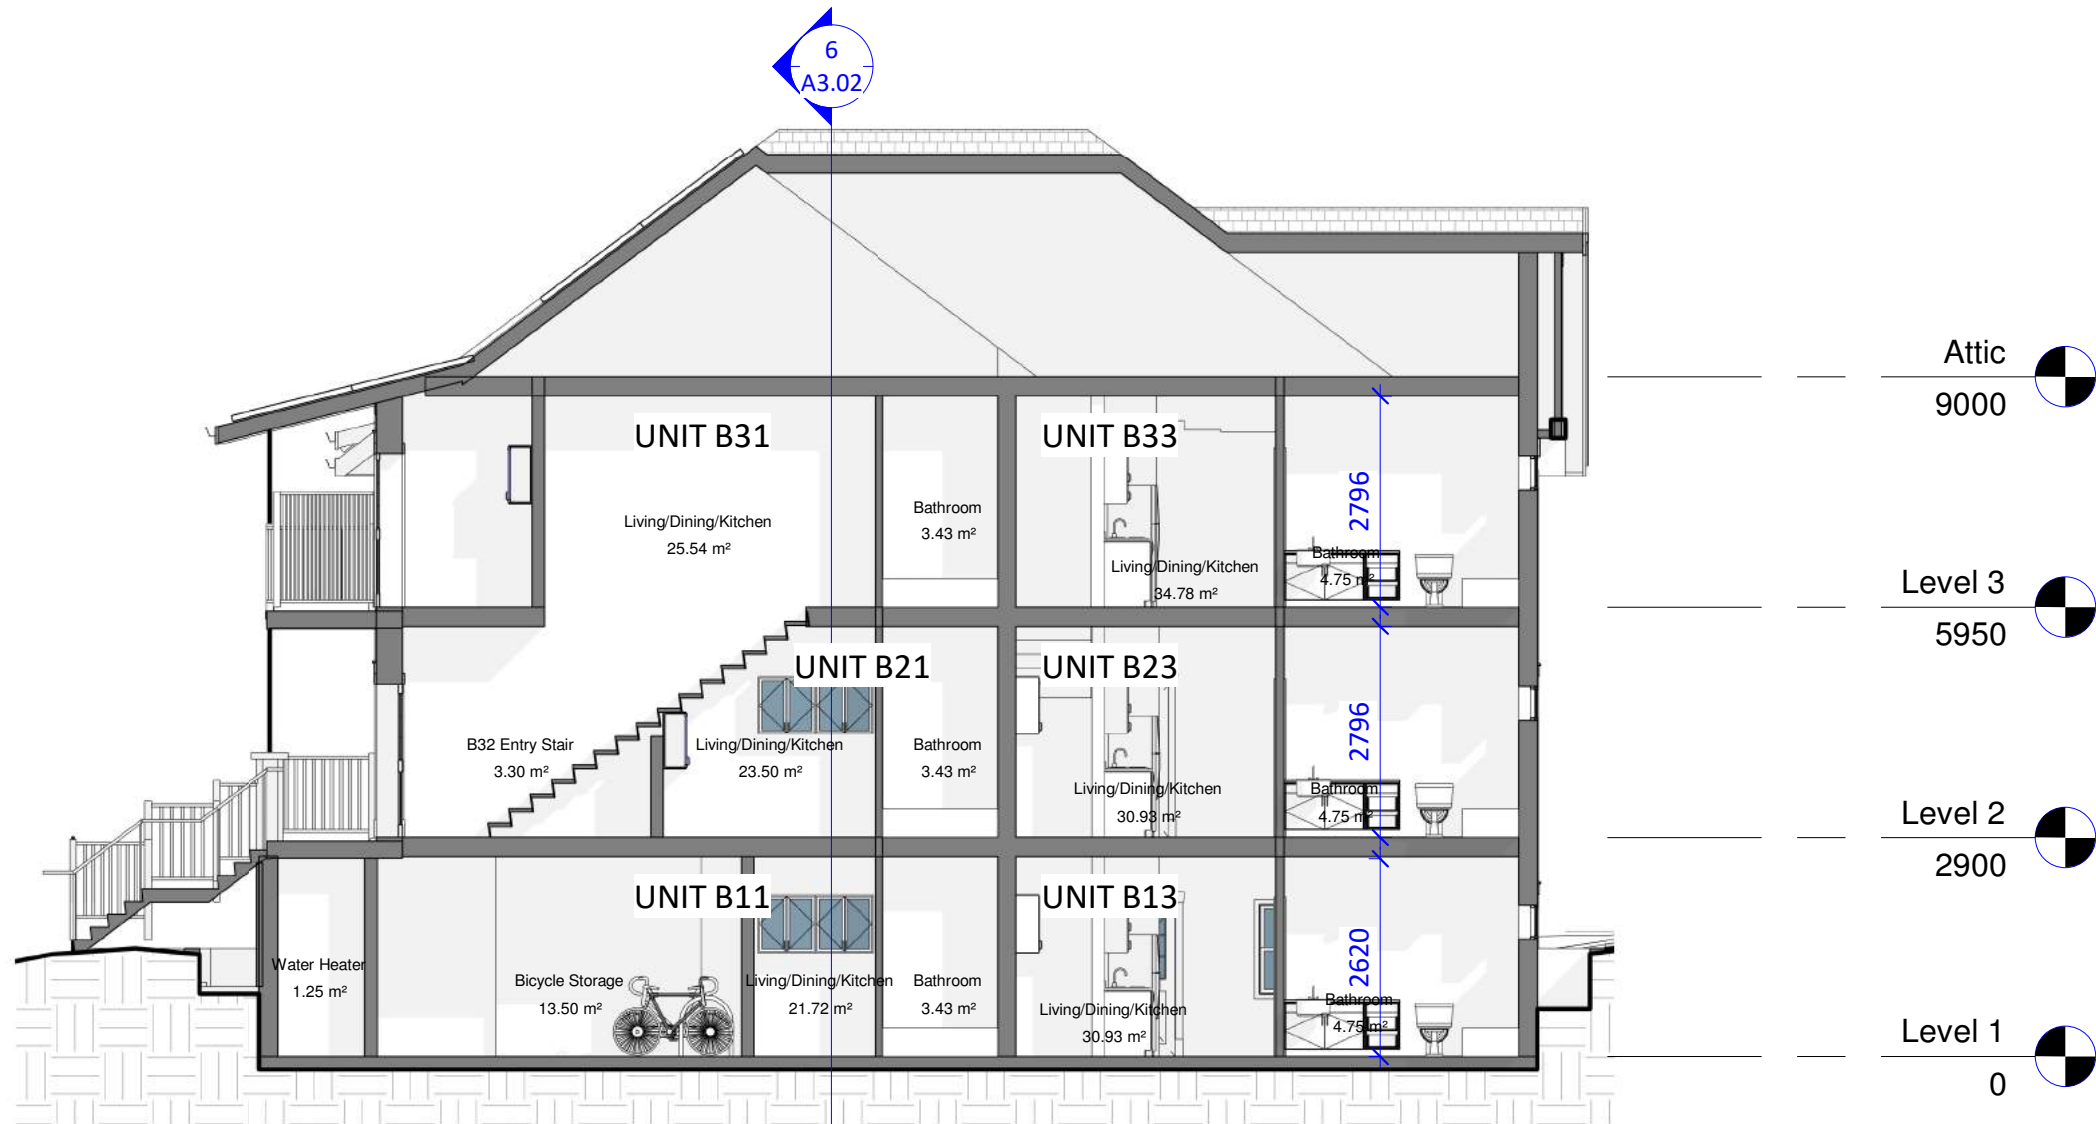 6
A3.02
Attic
9000
UNIT B31
UNIT B33
Living/Dining/Kitchen
25.54 m²
Bathroom
3.43 m²
Living/Dining/Kitchen
34.78 m²
2796
Bathroom
4.75 m²
Level 3
5950
UNIT B21
UNIT B23
B32 Entry Stair
3.30 m²
Living/Dining/Kitchen
23.50 m²
Bathroom
3.43 m²
Living/Dining/Kitchen
30.93 m²
2796
Bathroom
4.75 m²
Level 2
2900
UNIT B11
UNIT B13
Water Heater
1.25 m²
Bicycle Storage
13.50 m²
Living/Dining/Kitchen
21.72 m²
Bathroom
3.43 m²
Living/Dining/Kitchen
30.93 m²
2620
Bathroom
4.75 m²
Level 1
0